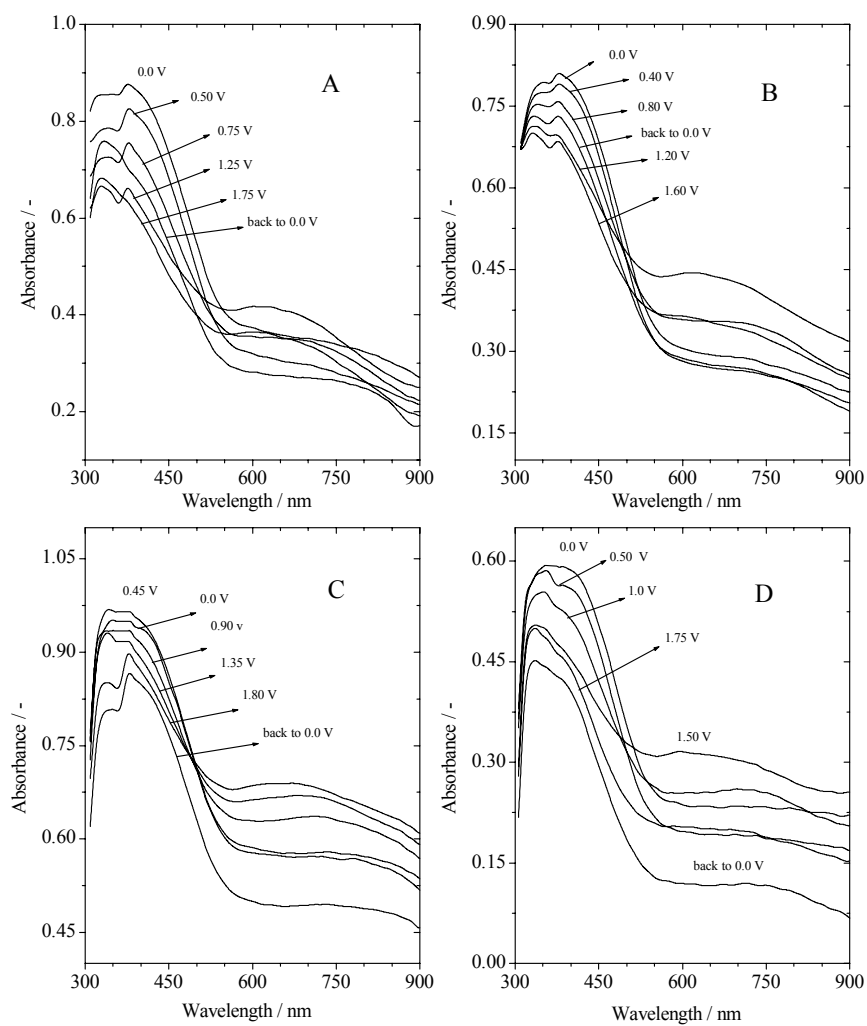 1.0
0.8
0.6
0.4
0.2
Absorbance / -
0.0 V
0.50 V
0.75 V
1.25 V
1.75 V
back to 0.0 V
A
300
450
600
750
900
Wavelength / nm
0.90
0.75
0.60
0.45
0.30
0.15
Absorbance / -
0.0 V
0.40 V
0.80 V
back to 0.0 V
1.20 V
1.60 V
B
300
450
600
750
900
Wavelength / nm
1.05
0.90
0.75
0.60
0.45
Absorbance / -
0.45 V
0.0 V
0.90 v
1.35 V
1.80 V
back to 0.0 V
C
300
450
600
750
900
Wavelength / nm
0.60
0.45
0.30
0.15
0.00
Absorbance / -
0.0 V
0.50 V
1.0 V
1.75 V
1.50 V
back to 0.0 V
D
300
450
600
750
900
Wavelength / nm